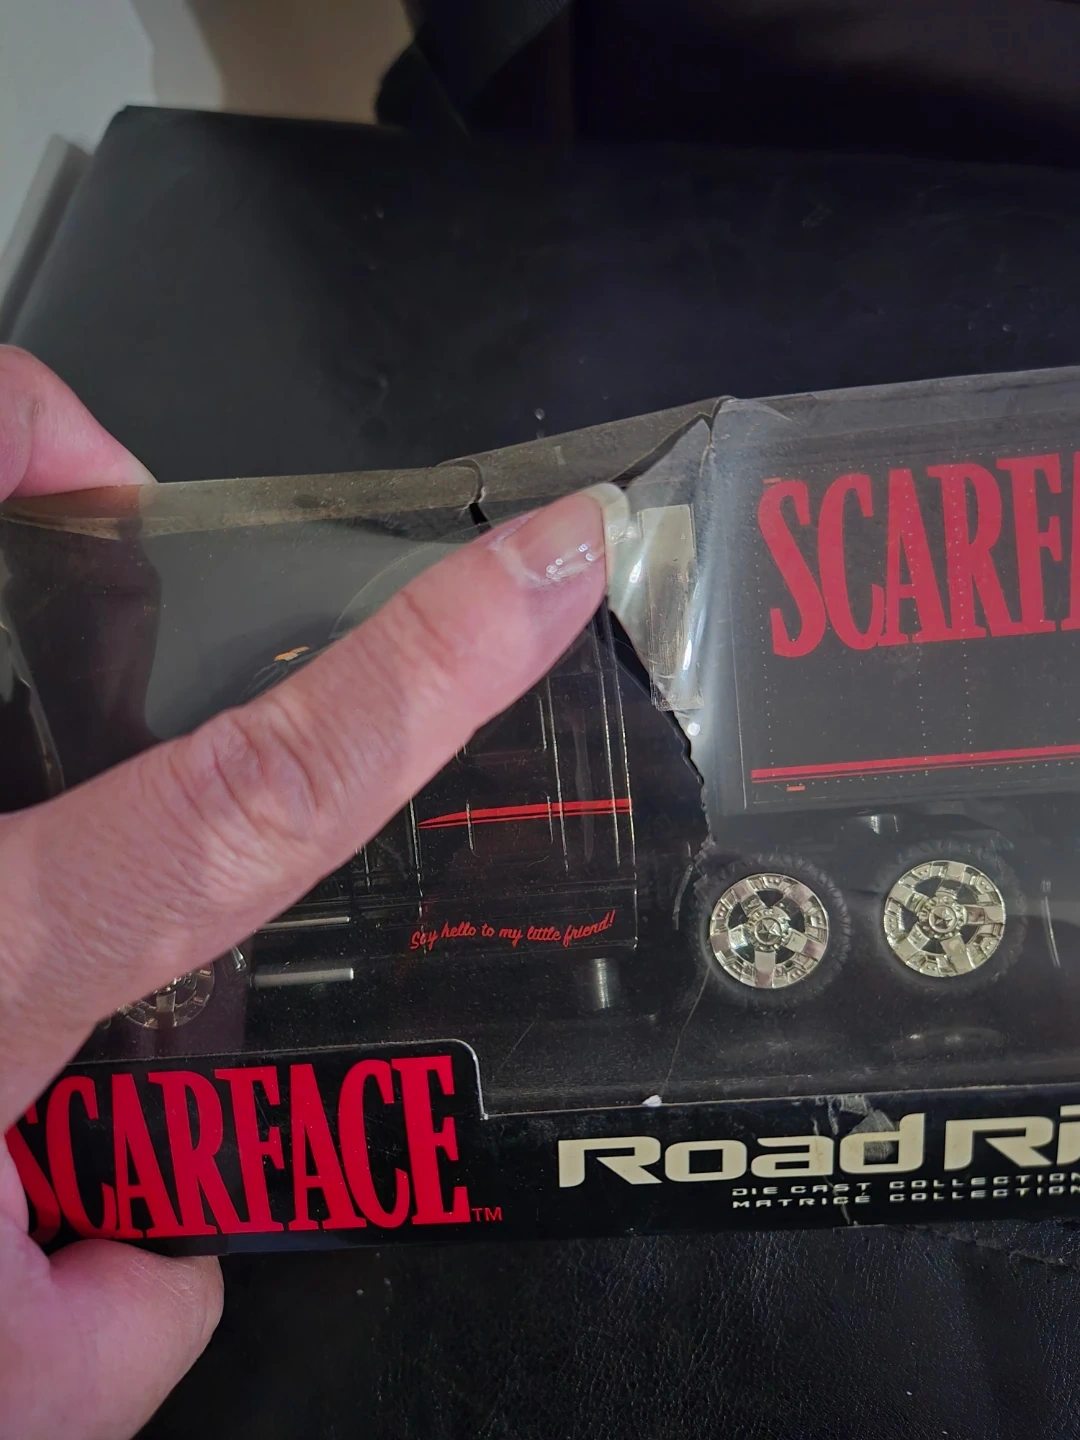 SCARFA
Say hello to my little friend!
SCARFACE™
Road Ri
DIE CAST COLLECTION
MATRICE COLLECTION